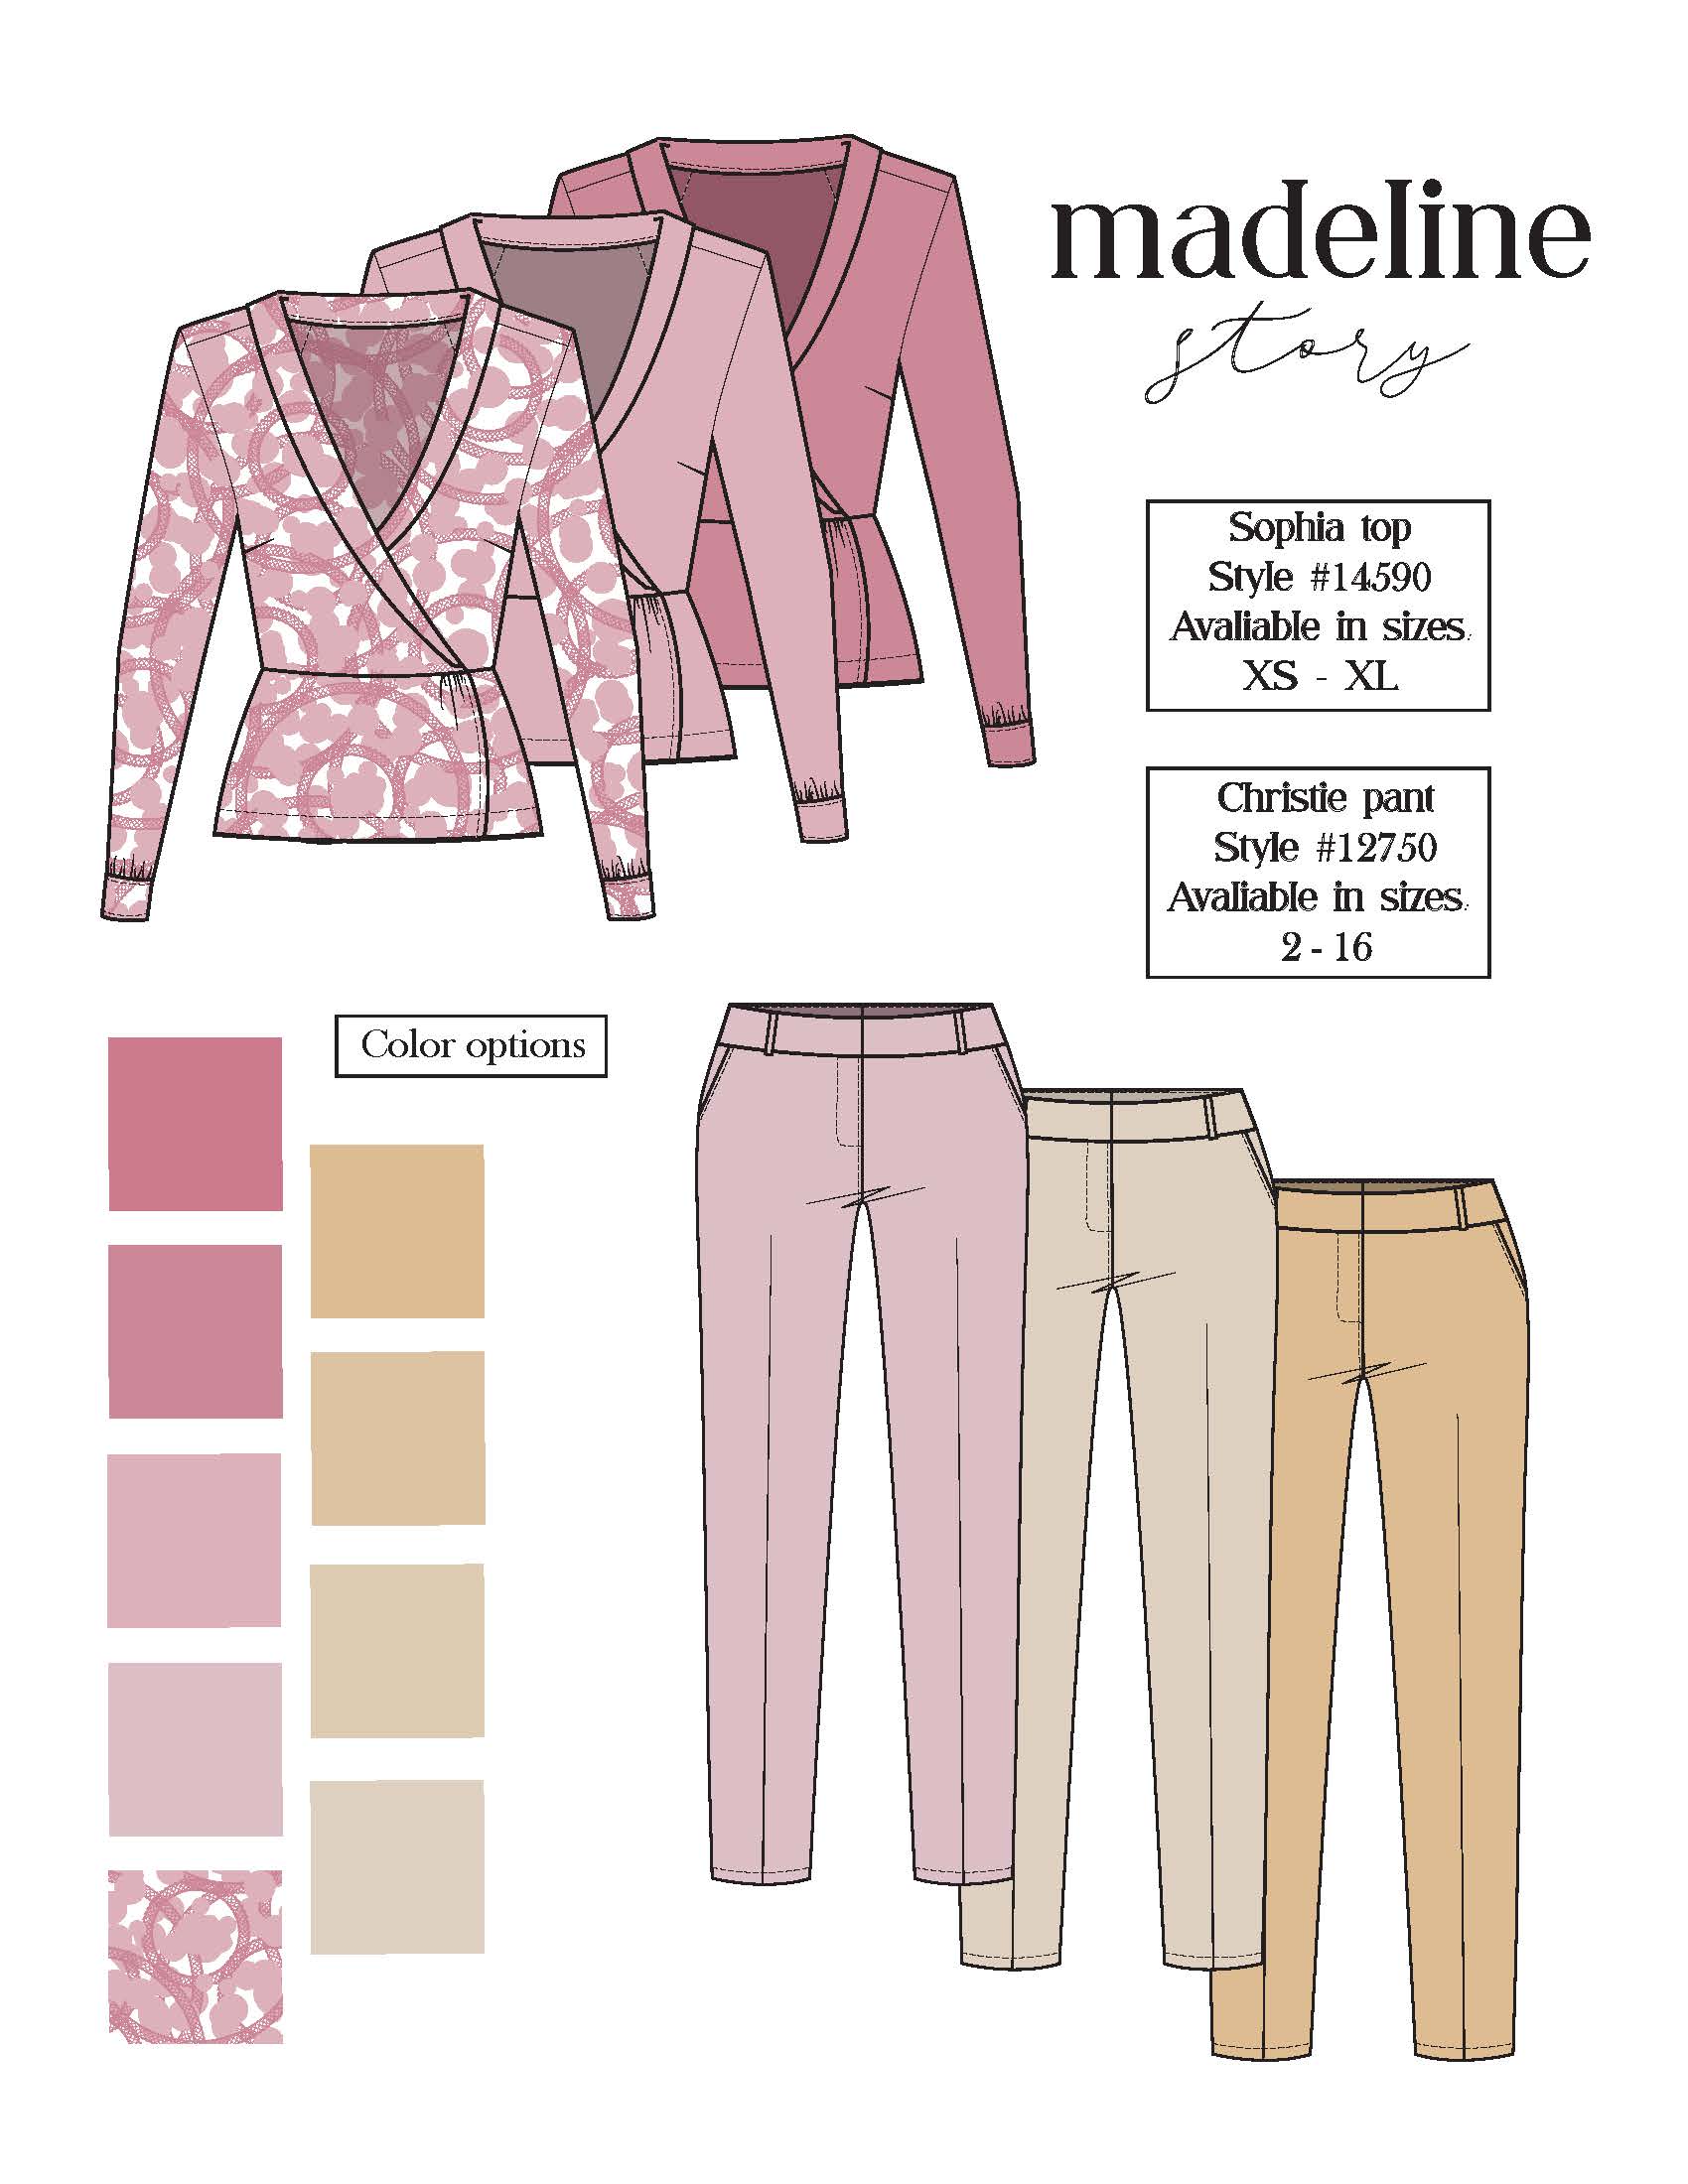 madeline
story
Sophia top
Style #14590
Avaliable in sizes:
XS - XL
Christie pant
Style #12750
Avaliable in sizes:
2 - 16
Color options